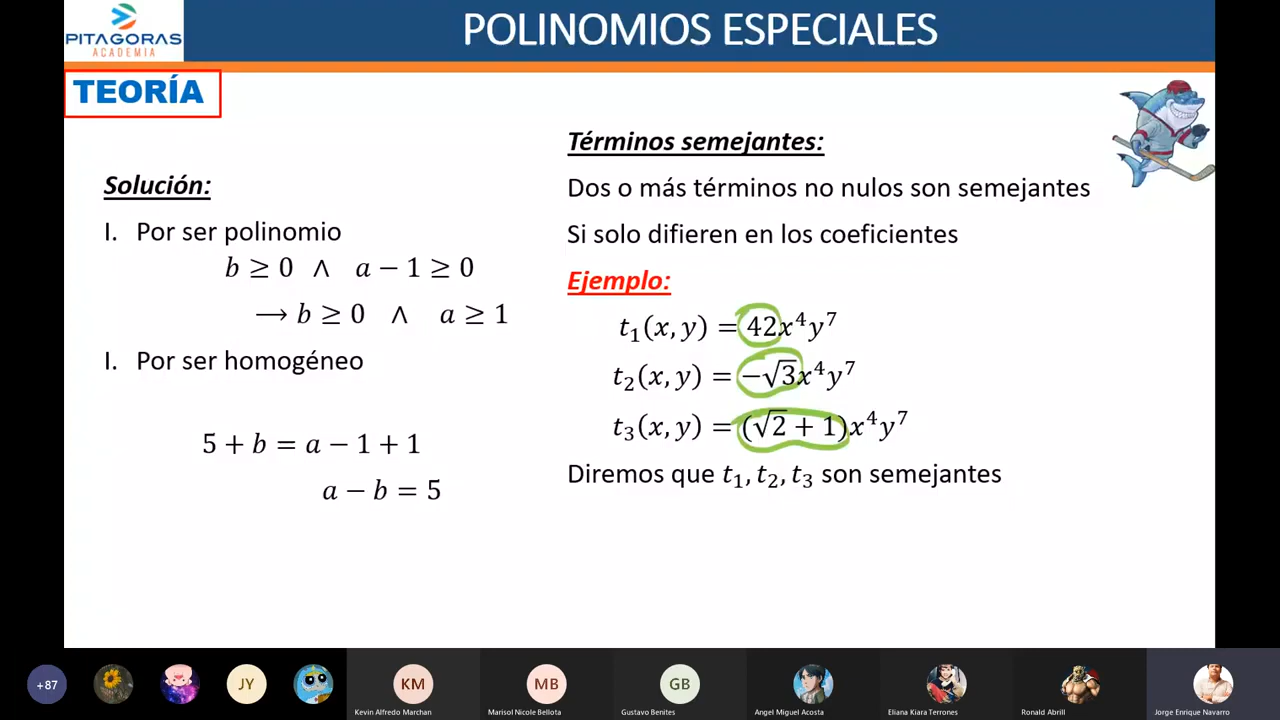 PITAGORAS
ACADEMIA
POLINOMIOS ESPECIALES
TEORÍA
Solución:
I. Por ser polinomio
b ≥ 0 ∧ a − 1 ≥ 0
⟶ b ≥ 0 ∧ a ≥ 1
I. Por ser homogéneo
5 + b = a − 1 + 1
a − b = 5
Términos semejantes:
Dos o más términos no nulos son semejantes
Si solo difieren en los coeficientes
Ejemplo:
t₁(x, y) = 42x⁴y⁷
t₂(x, y) = −√3x⁴y⁷
t₃(x, y) = (√2 + 1)x⁴y⁷
Diremos que t₁, t₂, t₃ son semejantes
+87
JY
KM
MB
GB
Kevin Alfredo Marchan
Marisol Nicole Bellota
Gustavo Benites
Angel Miguel Acosta
Eliana Kiara Terrones
Ronald Abrill
Jorge Enrique Navarro